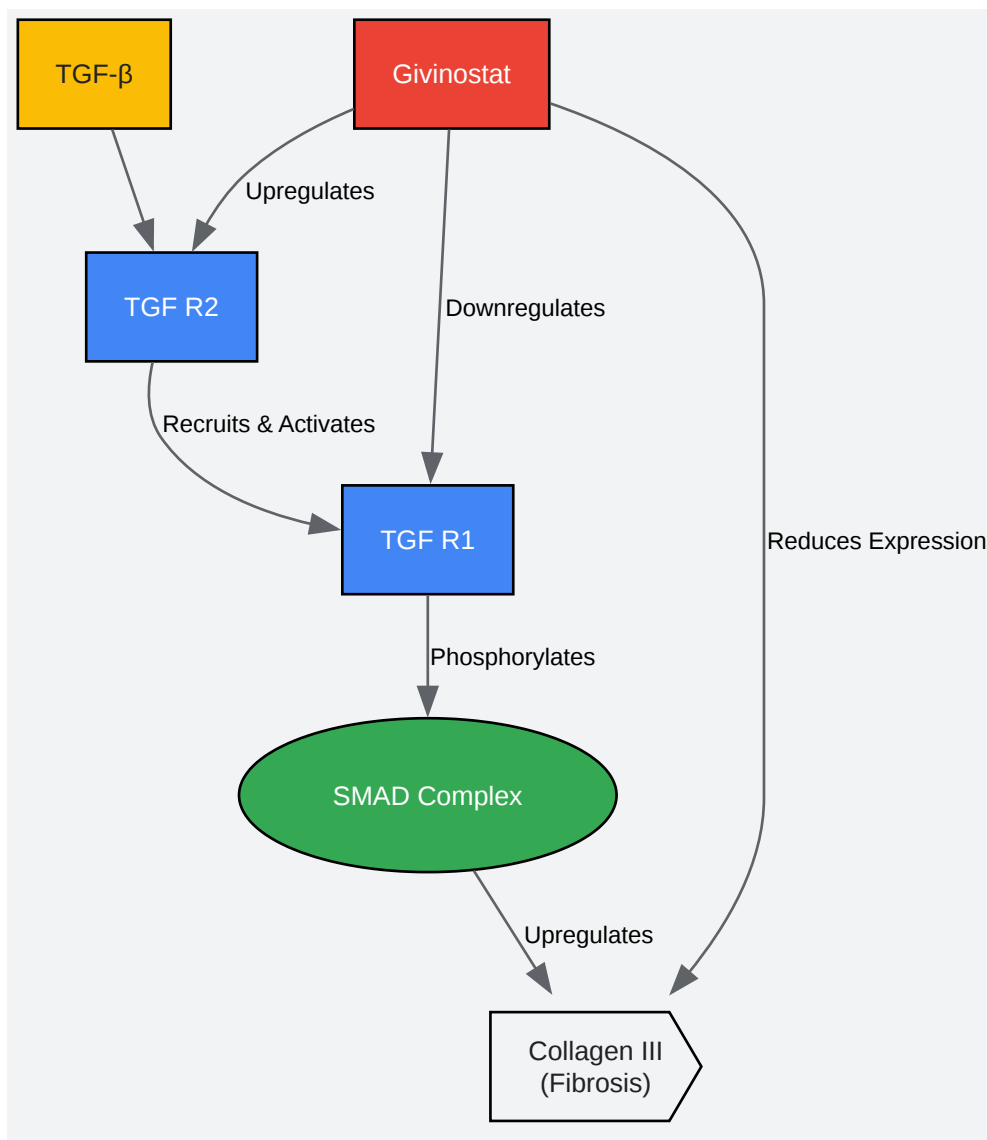 TGF-β
Givinostat
Upregulates
TGF R2
Downregulates
Recruits & Activates
TGF R1
Reduces Expression
Phosphorylates
SMAD Complex
Upregulates
Collagen III
(Fibrosis)